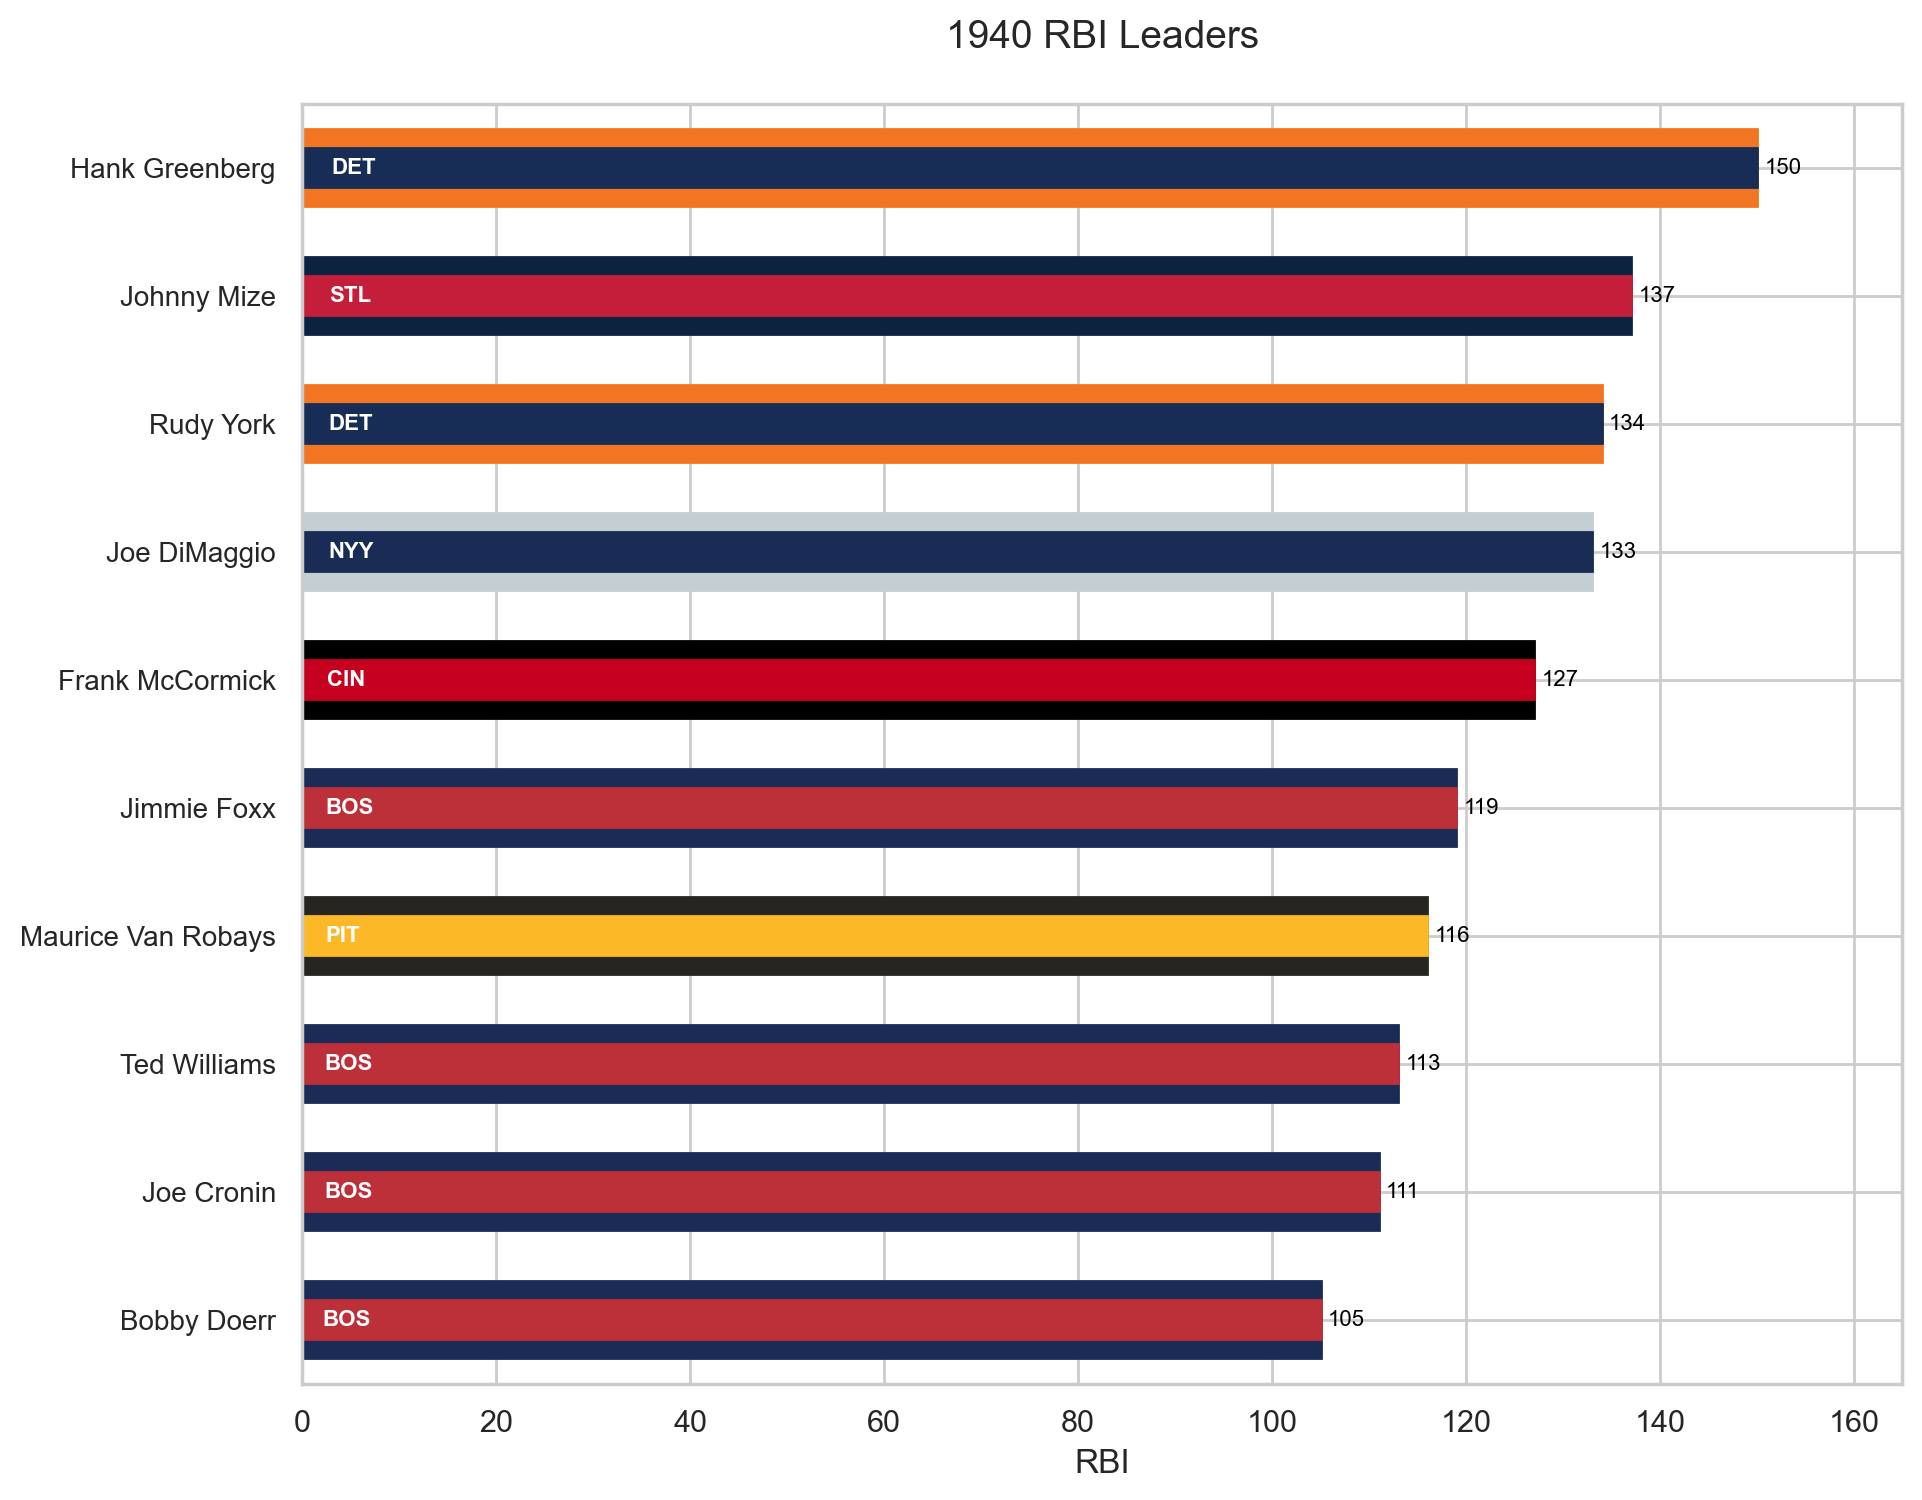 1940 RBI Leaders
Hank Greenberg DET 150
Johnny Mize STL 137
Rudy York DET 134
Joe DiMaggio NYY 133
Frank McCormick CIN 127
Jimmie Foxx BOS 119
Maurice Van Robays PIT 116
Ted Williams BOS 113
Joe Cronin BOS 111
Bobby Doerr BOS 105
0 20 40 60 80 100 120 140 160
RBI